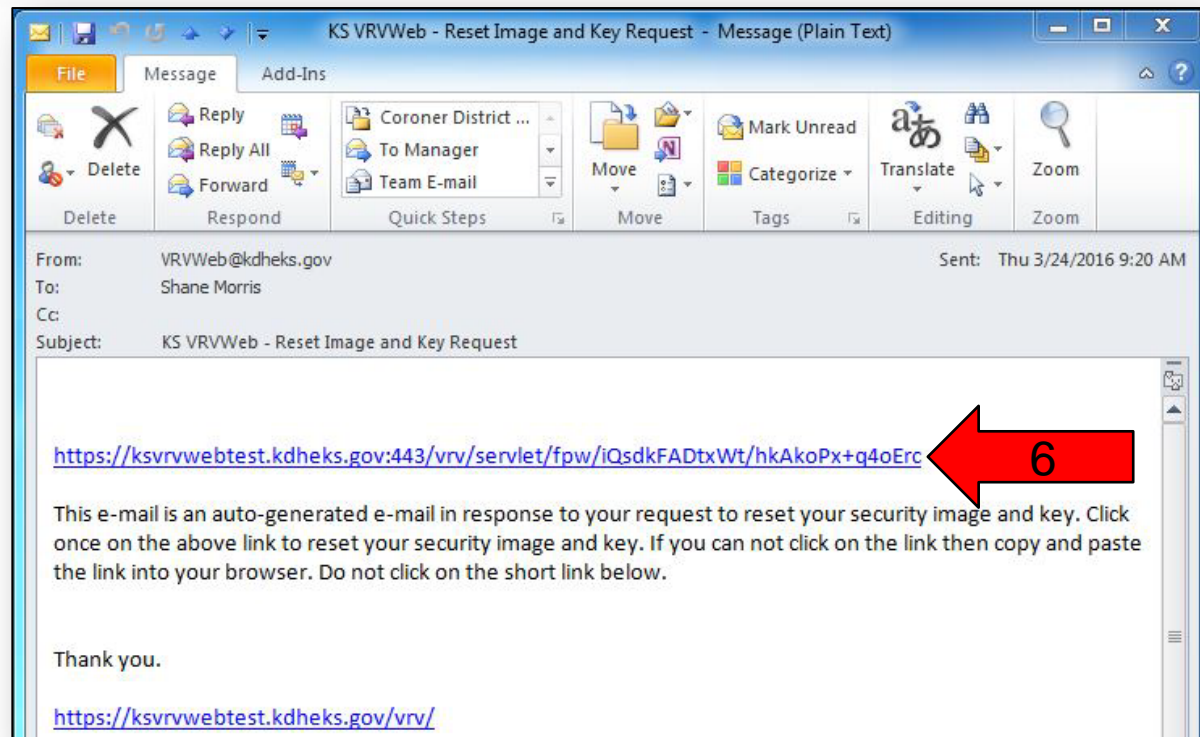 KS VRVWeb - Reset Image and Key Request - Message (Plain Text)
File Message Add-Ins
Delete
Reply
Reply All
Forward
Coroner District ...
To Manager
Team E-mail
Move
Mark Unread
Categorize
Translate
Zoom
Delete Respond Quick Steps Move Tags Editing Zoom
From: VRVWeb@kdheks.gov Sent: Thu 3/24/2016 9:20 AM
To: Shane Morris
Cc:
Subject: KS VRVWeb - Reset Image and Key Request
https://ksvrvwebtest.kdheks.gov:443/vrv/servlet/fpw/iQsdkFADtxWt/hkAkoPx+q4oErc
6
This e-mail is an auto-generated e-mail in response to your request to reset your security image and key. Click
once on the above link to reset your security image and key. If you can not click on the link then copy and paste
the link into your browser. Do not click on the short link below.
Thank you.
https://ksvrvwebtest.kdheks.gov/vrv/